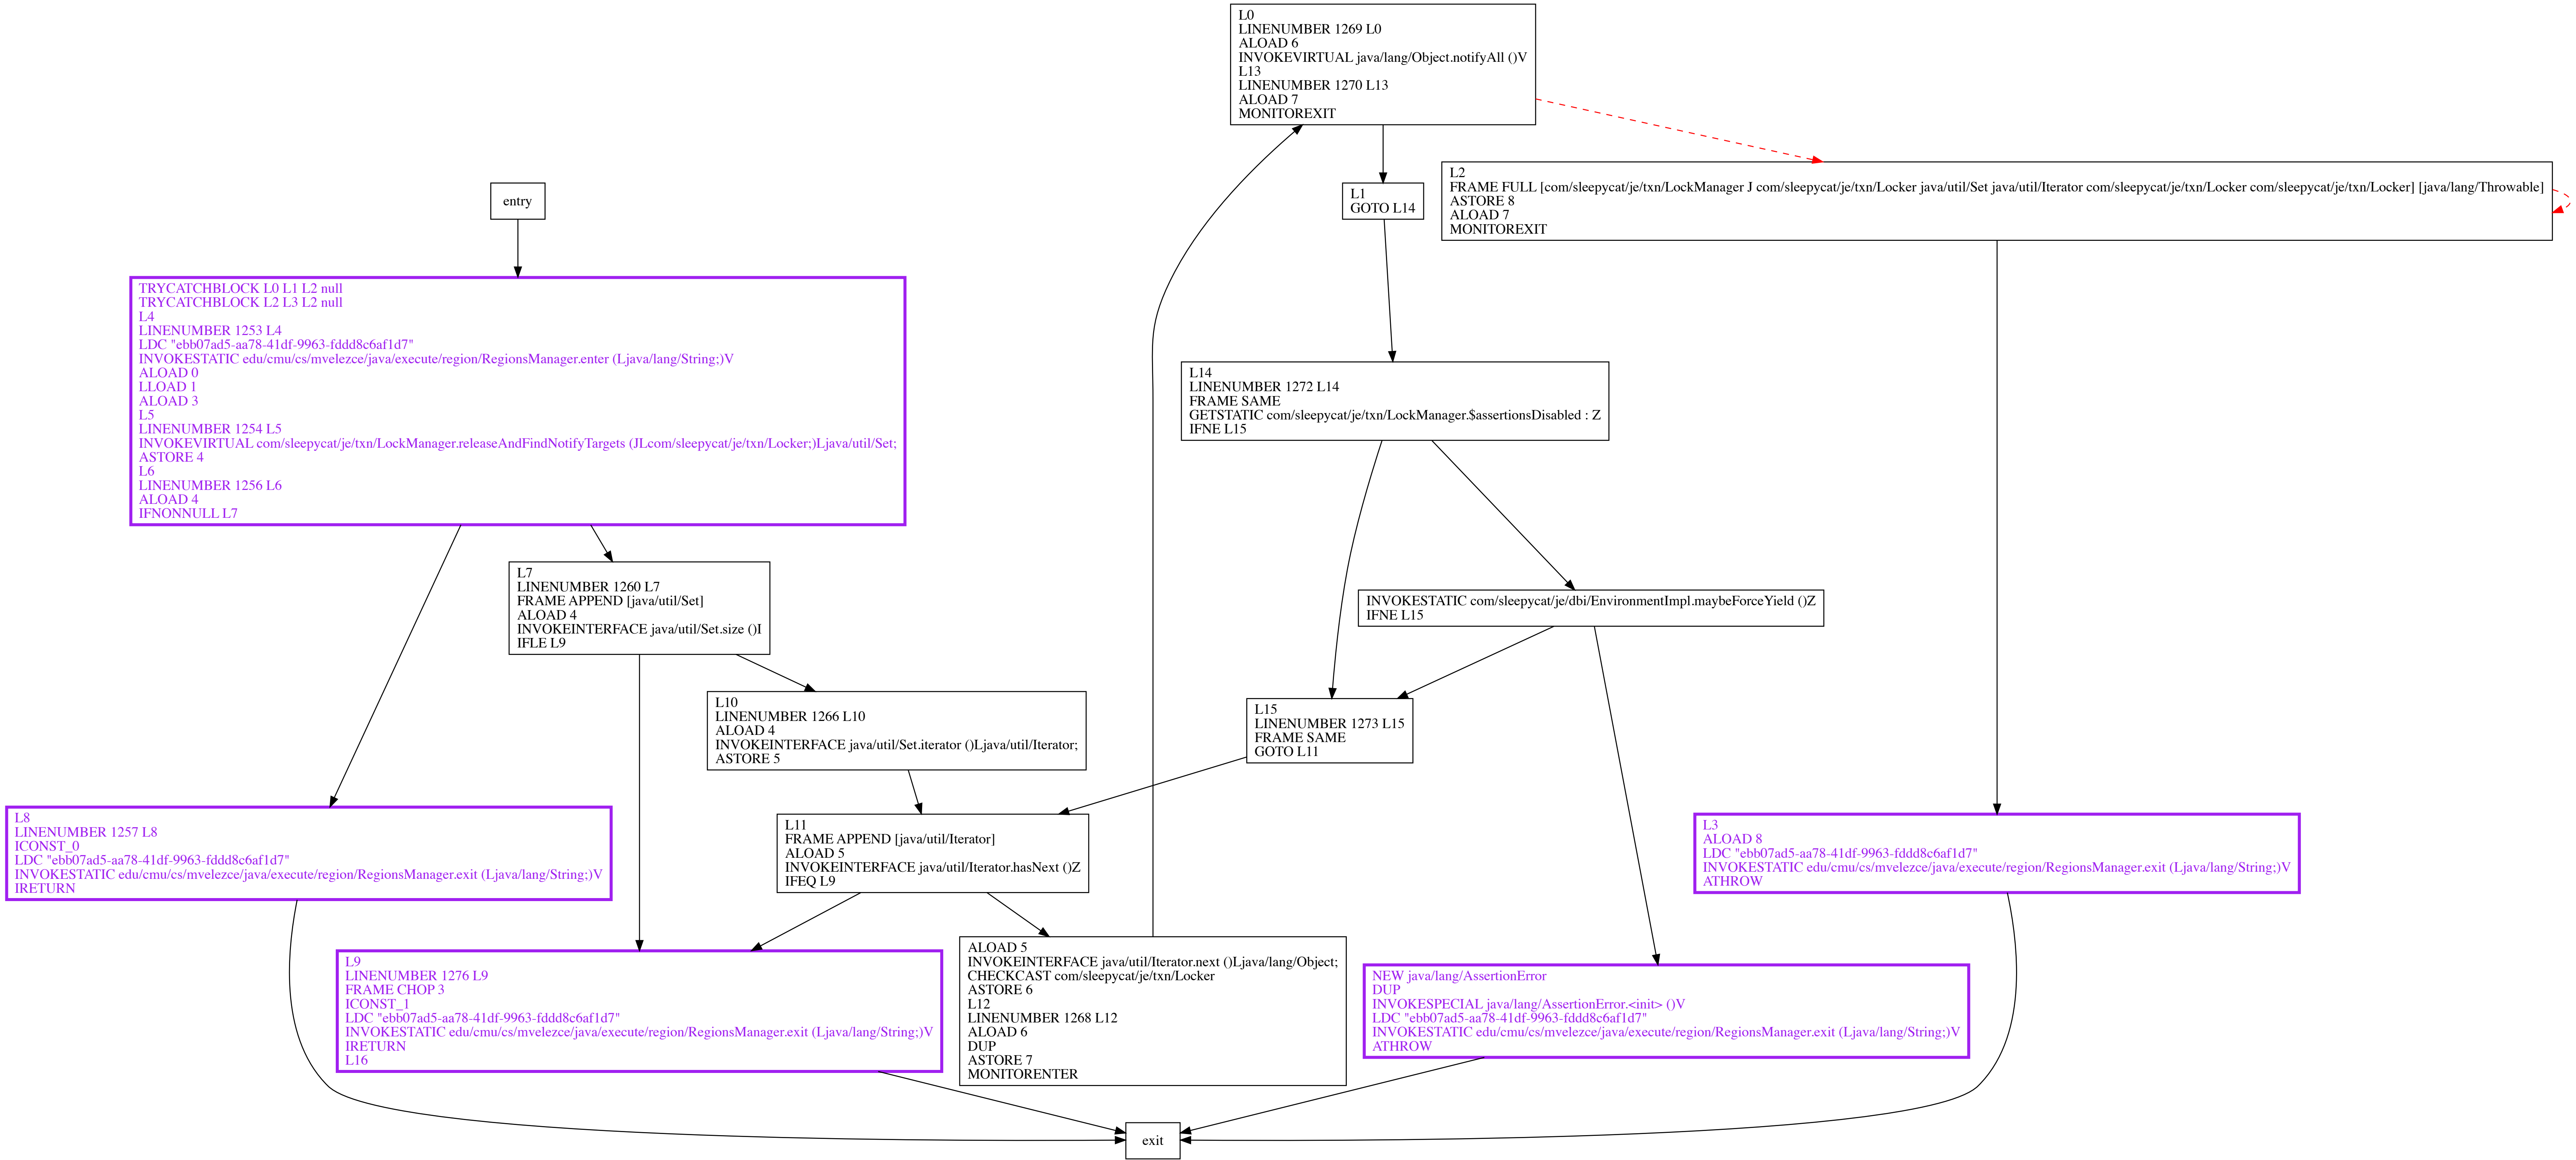 L0
LINENUMBER 1269 L0
ALOAD 6
INVOKEVIRTUAL java/lang/Object.notifyAll ()V
L13
LINENUMBER 1270 L13
ALOAD 7
MONITOREXIT
L2
FRAME FULL [com/sleepycat/je/txn/LockManager J com/sleepycat/je/txn/Locker java/util/Set java/util/Iterator com/sleepycat/je/txn/Locker com/sleepycat/je/txn/Locker] [java/lang/Throwable]
ASTORE 8
ALOAD 7
MONITOREXIT
entry
L1
GOTO L14
TRYCATCHBLOCK L0 L1 L2 null
TRYCATCHBLOCK L2 L3 L2 null
L4
LINENUMBER 1253 L4
LDC "ebb07ad5-aa78-41df-9963-fddd8c6af1d7"
INVOKESTATIC edu/cmu/cs/mvelezce/java/execute/region/RegionsManager.enter (Ljava/lang/String;)V
ALOAD 0
LLOAD 1
ALOAD 3
L5
LINENUMBER 1254 L5
INVOKEVIRTUAL com/sleepycat/je/txn/LockManager.releaseAndFindNotifyTargets (JLcom/sleepycat/je/txn/Locker;)Ljava/util/Set;
ASTORE 4
L6
LINENUMBER 1256 L6
ALOAD 4
IFNONNULL L7
L14
LINENUMBER 1272 L14
FRAME SAME
GETSTATIC com/sleepycat/je/txn/LockManager.$assertionsDisabled : Z
IFNE L15
L7
LINENUMBER 1260 L7
FRAME APPEND [java/util/Set]
ALOAD 4
INVOKEINTERFACE java/util/Set.size ()I
IFLE L9
INVOKESTATIC com/sleepycat/je/dbi/EnvironmentImpl.maybeForceYield ()Z
IFNE L15
L10
LINENUMBER 1266 L10
ALOAD 4
INVOKEINTERFACE java/util/Set.iterator ()Ljava/util/Iterator;
ASTORE 5
L15
LINENUMBER 1273 L15
FRAME SAME
GOTO L11
L8
LINENUMBER 1257 L8
ICONST_0
LDC "ebb07ad5-aa78-41df-9963-fddd8c6af1d7"
INVOKESTATIC edu/cmu/cs/mvelezce/java/execute/region/RegionsManager.exit (Ljava/lang/String;)V
IRETURN
L11
FRAME APPEND [java/util/Iterator]
ALOAD 5
INVOKEINTERFACE java/util/Iterator.hasNext ()Z
IFEQ L9
L3
ALOAD 8
LDC "ebb07ad5-aa78-41df-9963-fddd8c6af1d7"
INVOKESTATIC edu/cmu/cs/mvelezce/java/execute/region/RegionsManager.exit (Ljava/lang/String;)V
ATHROW
L9
LINENUMBER 1276 L9
FRAME CHOP 3
ICONST_1
LDC "ebb07ad5-aa78-41df-9963-fddd8c6af1d7"
INVOKESTATIC edu/cmu/cs/mvelezce/java/execute/region/RegionsManager.exit (Ljava/lang/String;)V
IRETURN
L16
ALOAD 5
INVOKEINTERFACE java/util/Iterator.next ()Ljava/lang/Object;
CHECKCAST com/sleepycat/je/txn/Locker
ASTORE 6
L12
LINENUMBER 1268 L12
ALOAD 6
DUP
ASTORE 7
MONITORENTER
NEW java/lang/AssertionError
DUP
INVOKESPECIAL java/lang/AssertionError.<init> ()V
LDC "ebb07ad5-aa78-41df-9963-fddd8c6af1d7"
INVOKESTATIC edu/cmu/cs/mvelezce/java/execute/region/RegionsManager.exit (Ljava/lang/String;)V
ATHROW
exit